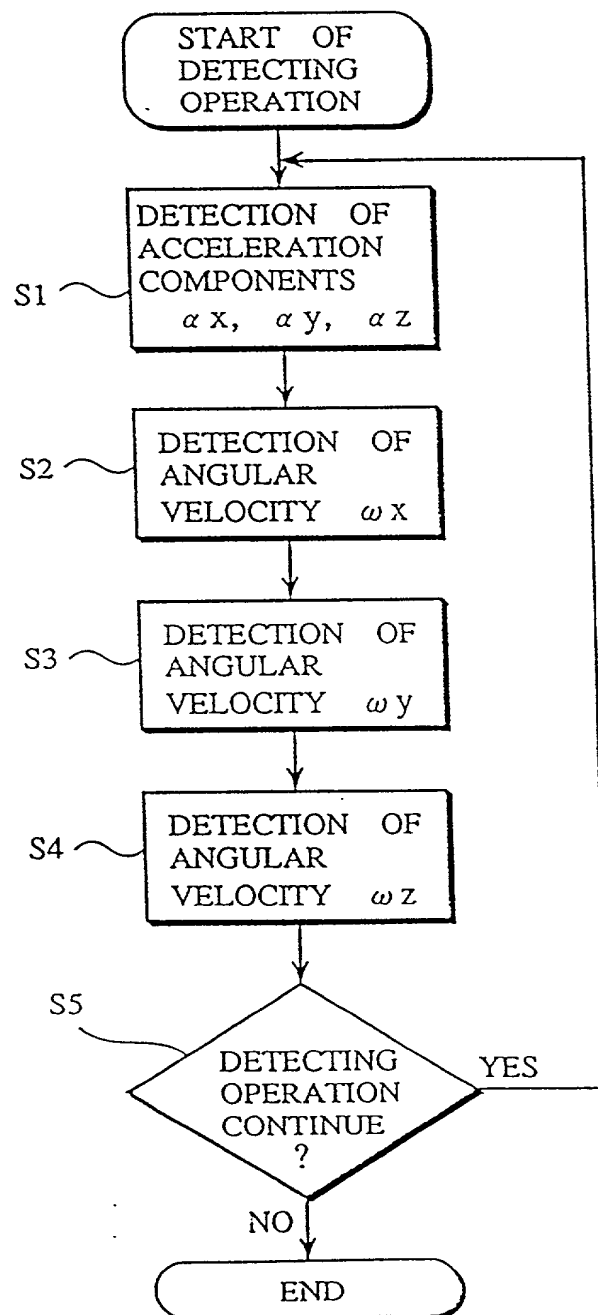 START OF
DETECTING
OPERATION
DETECTION OF
ACCELERATION
COMPONENTS
αx, αy, αz
S1
DETECTION OF
ANGULAR
VELOCITY ωx
S2
DETECTION OF
ANGULAR
VELOCITY ωy
S3
DETECTION OF
ANGULAR
VELOCITY ωz
S4
S5
DETECTING
OPERATION
CONTINUE
?
YES
NO
END